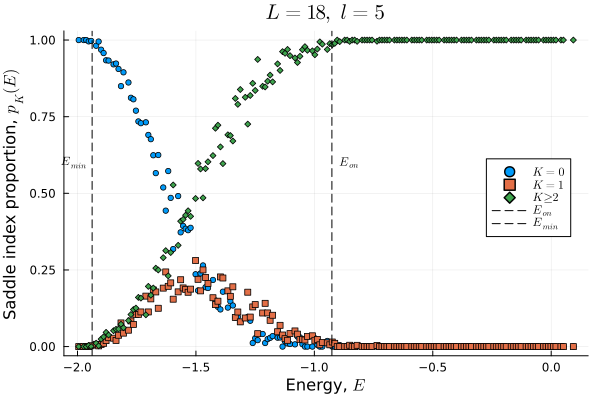 L = 18, l = 5
Saddle index proportion, p_K(E)
1.00
0.75
0.50
0.25
0.00
E_min
E_on
K = 0
K = 1
K≥2
E_on
E_min
-2.0 -1.5 -1.0 -0.5 0.0
Energy, E